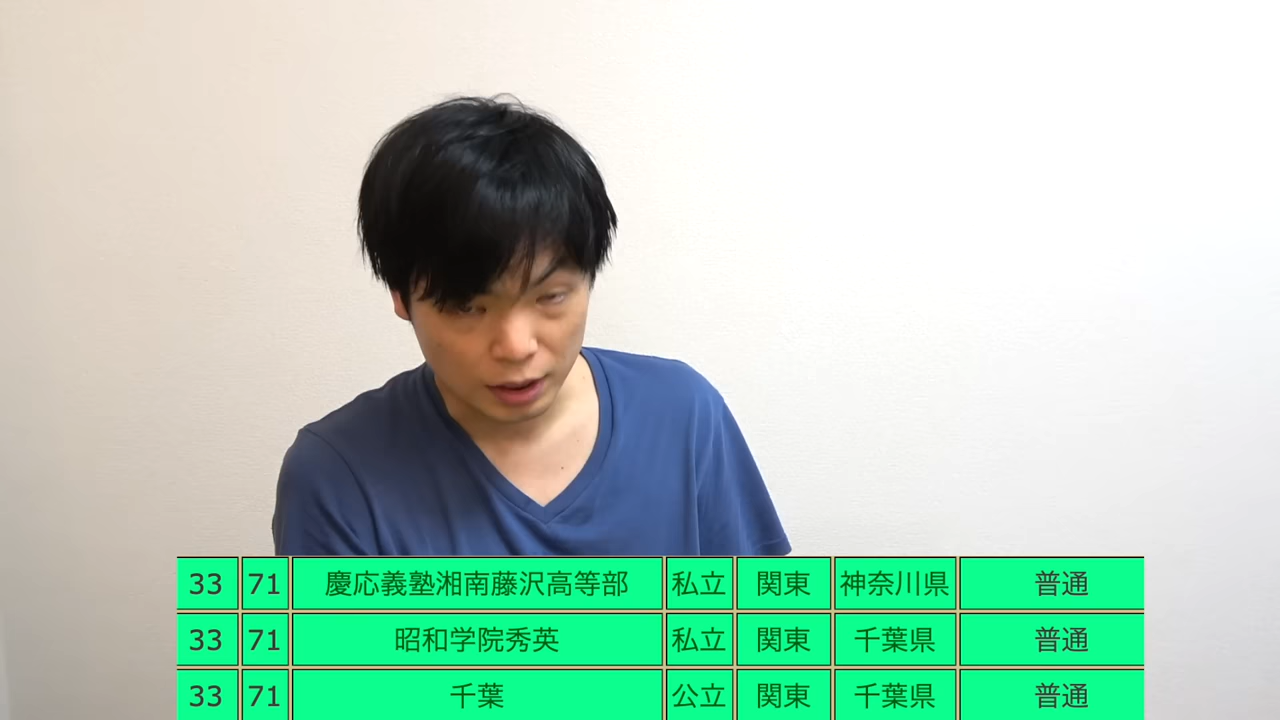 33 71 慶応義塾湘南藤沢高等部 私立 関東 神奈川県 普通
33 71 昭和学院秀英 私立 関東 千葉県 普通
33 71 千葉 公立 関東 千葉県 普通